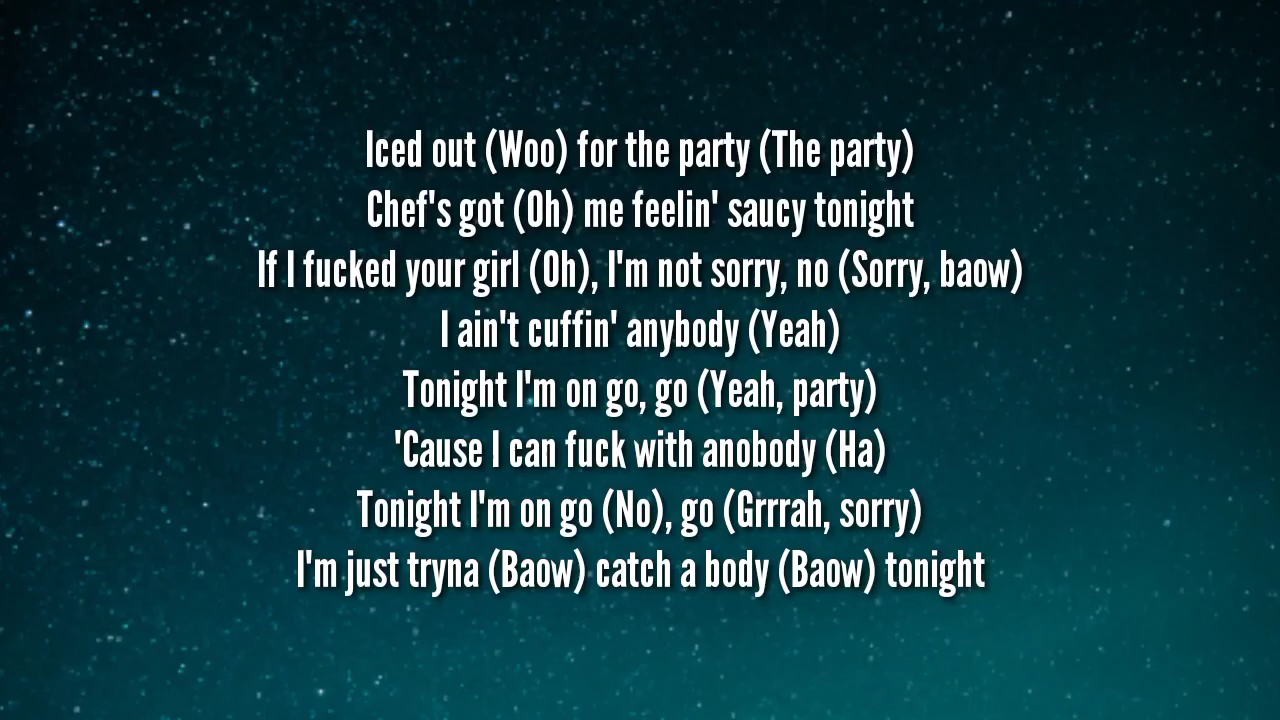 Iced out (Woo) for the party (The party)
Chef's got (Oh) me feelin' saucy tonight
If I fucked your girl (Oh), I'm not sorry, no (Sorry, baow)
I ain't cuffin' anybody (Yeah)
Tonight I'm on go, go (Yeah, party)
'Cause I can fuck with anobody (Ha)
Tonight I'm on go (No), go (Grrrah, sorry)
I'm just tryna (Baow) catch a body (Baow) tonight